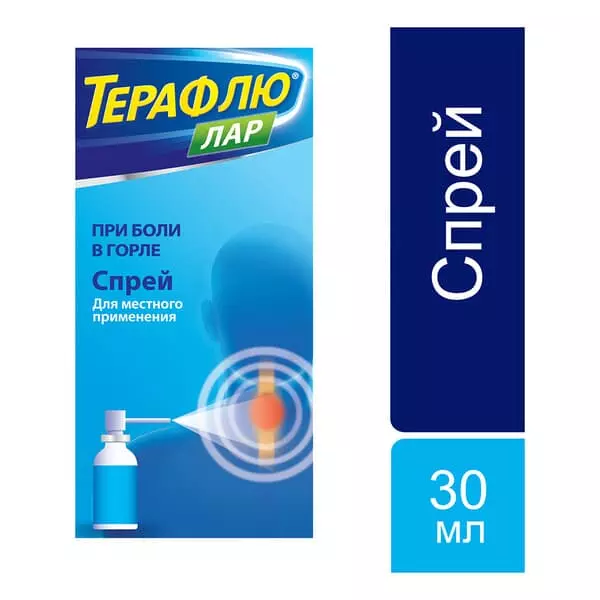 ТЕРАФЛЮ®
ЛАР
ПРИ БОЛИ
В ГОРЛЕ
Спрей
Для местного
применения
Спрей
30
мл